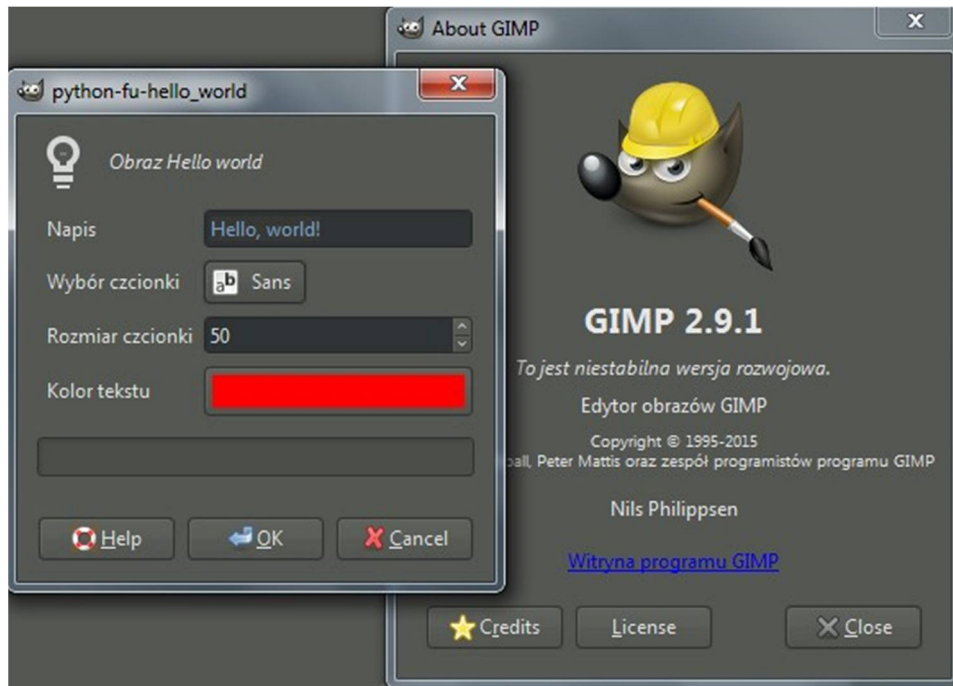 python-fu-hello_world
Obraz Hello world
Napis
Hello, world!
Wybór czcionki
ab Sans
Rozmiar czcionki
50
Kolor tekstu
Help
OK
Cancel
About GIMP
GIMP 2.9.1
To jest niestabilna wersja rozwojowa.
Edytor obrazów GIMP
Copyright © 1995-2015
Peter Mattis oraz zespół programistów programu GIMP
Nils Philippsen
Witryna programu GIMP
Credits
License
Close